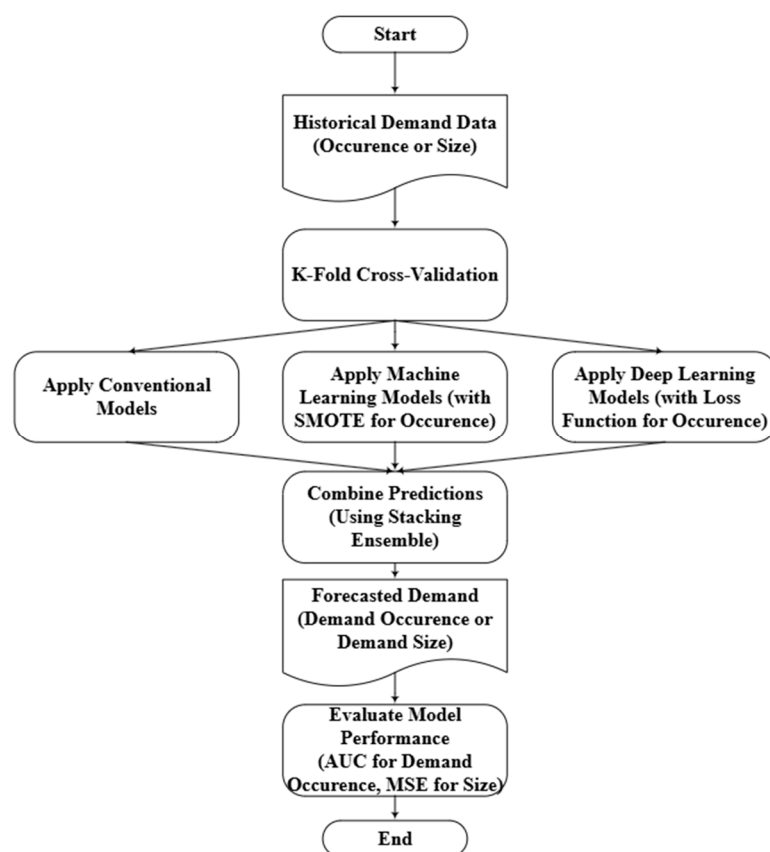 Start
Historical Demand Data
(Occurence or Size)
K-Fold Cross-Validation
Apply Conventional
Models
Apply Machine
Learning Models (with
SMOTE for Occurence)
Apply Deep Learning
Models (with Loss
Function for Occurence)
Combine Predictions
(Using Stacking
Ensemble)
Forecasted Demand
(Demand Occurence or
Demand Size)
Evaluate Model
Performance
(AUC for Demand
Occurence, MSE for Size)
End